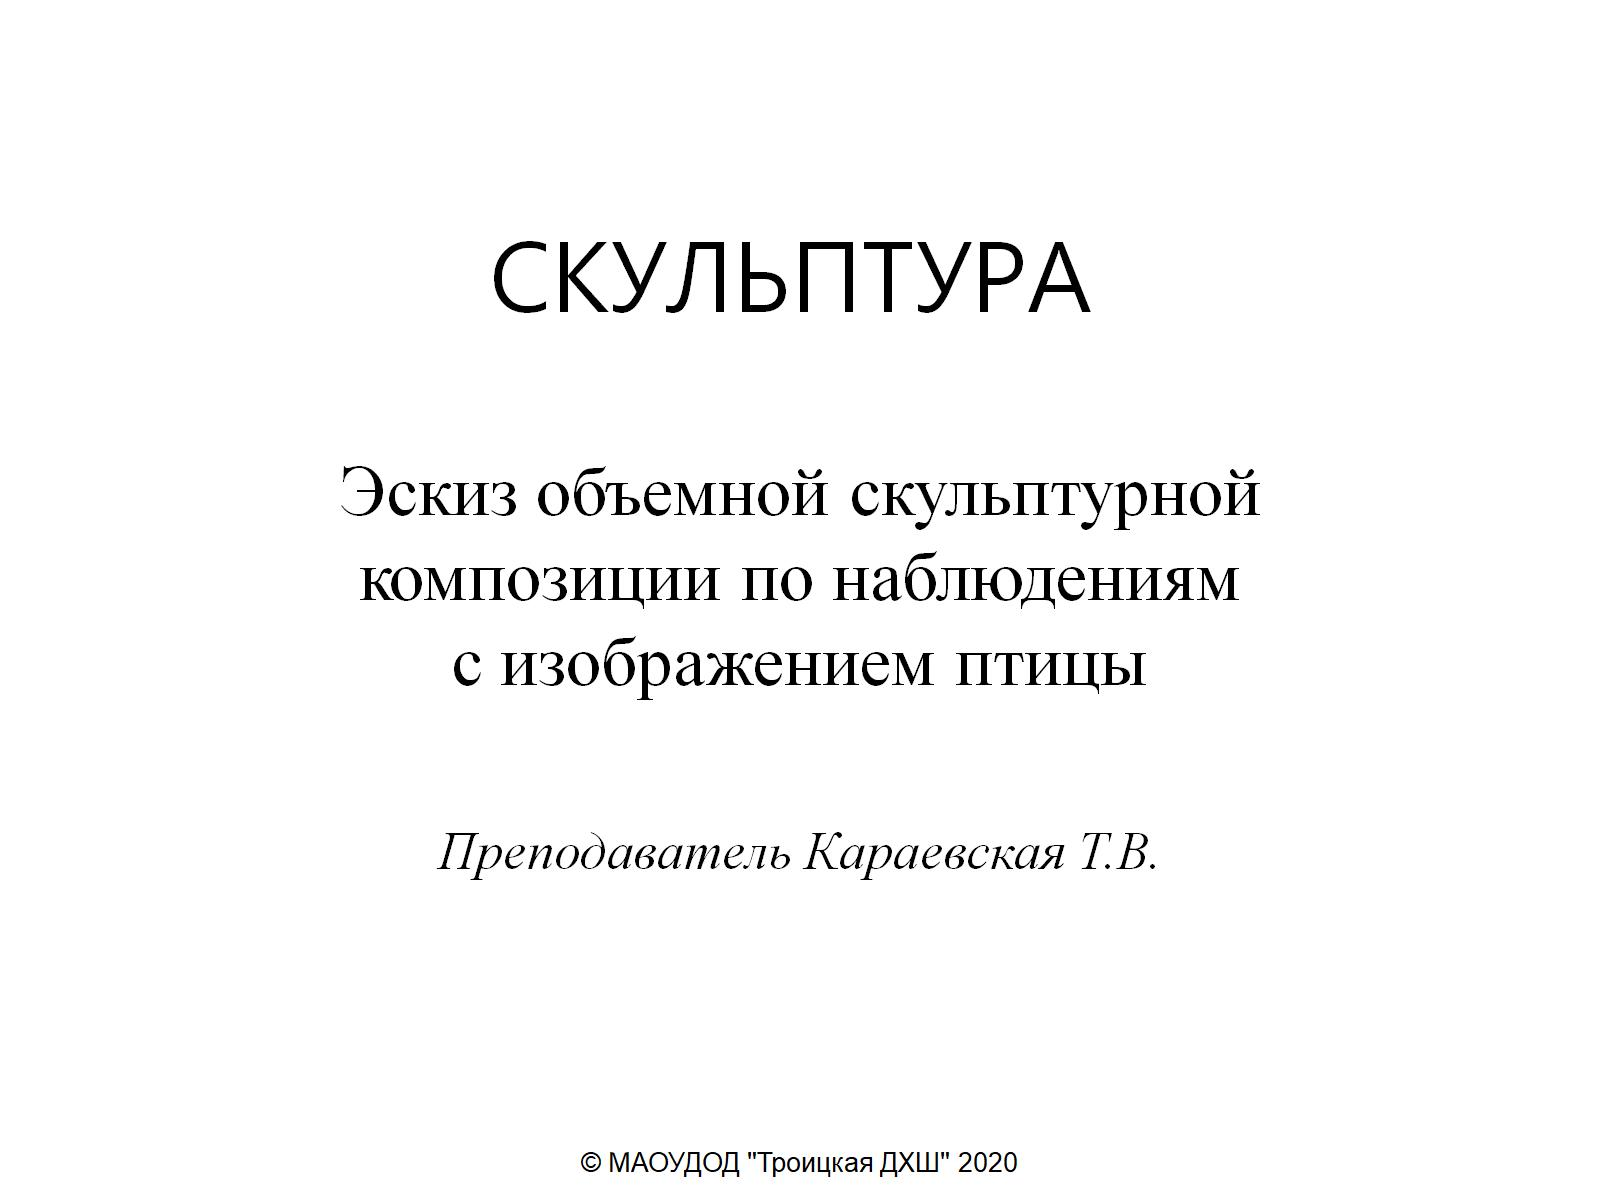 СКУЛЬПТУРА
Эскиз объемной скульптурной
композиции по наблюдениям
с изображением птицы
Преподаватель Караевская Т.В.
© МАОУДОД "Троицкая ДХШ" 2020